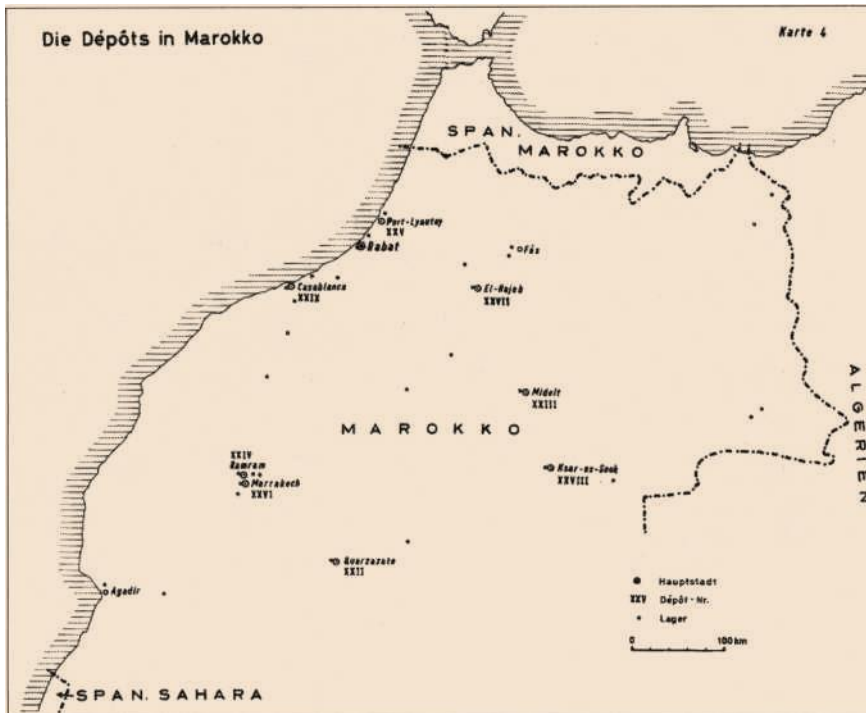 Die Dépôts in Marokko
Karte 4
SPAN.
MAROKKO
Port-Lyautey
XXV
Rabat
Fás
Casablanca
XXIX
El-Hajeb
XXVII
ALGERIEN
Midelt
XXIII
MAROKKO
XXIV
Ramram
Marrakech
XXVI
Ksar-es-Souk
XXVIII
Ouarzazate
XXII
Agadir
Hauptstadt
XXV Dépôt-Nr.
Lager
0 100 km
SPAN. SAHARA